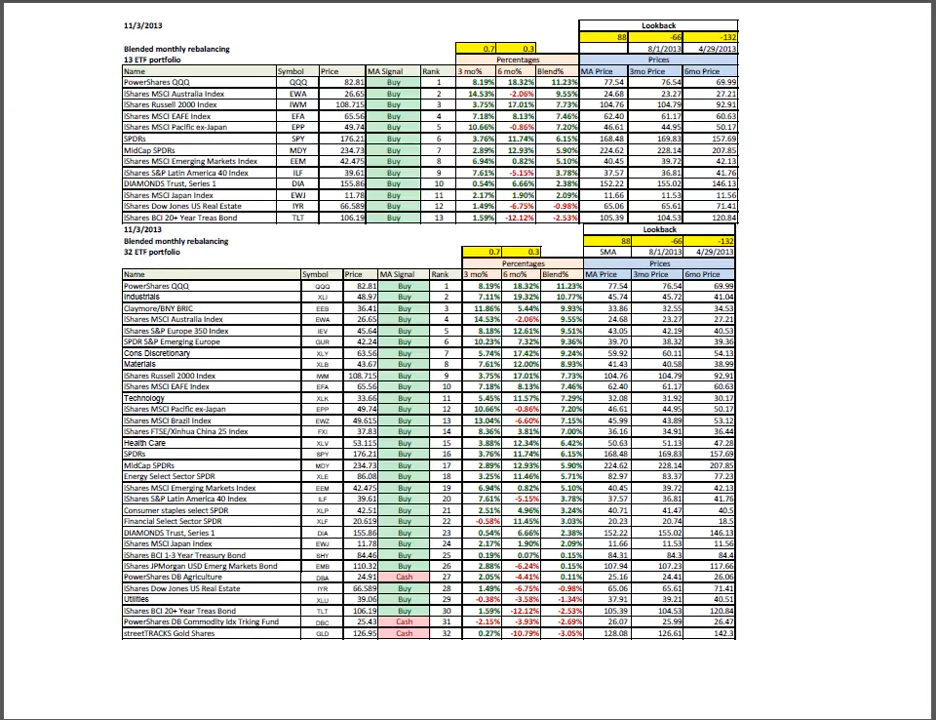 11/3/2013 Lookback
88 -66 -132
Blended monthly rebalancing 0.7 0.3 8/1/2013 4/29/2013
13 ETF portfolio Percentages Prices
Name Symbol Price MA Signal Rank 3 mo% 6 mo% Blend% MA Price 3mo Price 6mo Price
PowerShares QQQ QQQ 82.81 Buy 1 8.19% 18.32% 11.23% 77.54 76.54 69.99
iShares MSCI Australia Index EWA 26.65 Buy 2 14.53% -2.06% 9.55% 24.68 23.27 27.21
iShares Russell 2000 Index IWM 108.715 Buy 3 3.75% 17.01% 7.73% 104.76 104.79 92.91
iShares MSCI EAFE Index EFA 65.56 Buy 4 7.18% 8.13% 7.46% 62.40 61.17 60.63
iShares MSCI Pacific ex-Japan EPP 49.74 Buy 5 10.66% -0.86% 7.20% 46.61 44.95 50.17
SPDRs SPY 176.21 Buy 6 3.76% 11.74% 6.15% 168.48 169.83 157.69
MidCap SPDRs MDY 234.73 Buy 7 2.89% 12.93% 5.90% 224.62 228.14 207.85
iShares MSCI Emerging Markets Index EEM 42.475 Buy 8 6.94% 0.82% 5.10% 40.45 39.72 42.13
iShares S&P Latin America 40 Index ILF 39.61 Buy 9 7.61% -5.15% 3.78% 37.57 36.81 41.76
DIAMONDS Trust, Series 1 DIA 155.86 Buy 10 0.54% 6.66% 2.38% 152.22 155.02 146.13
iShares MSCI Japan Index EWJ 11.78 Buy 11 2.17% 1.90% 2.09% 11.66 11.53 11.56
iShares Dow Jones US Real Estate IYR 66.589 Buy 12 1.49% -6.75% -0.98% 65.06 65.61 71.41
iShares BCI 20+ Year Treas Bond TLT 106.19 Buy 13 1.59% -12.12% -2.53% 105.39 104.53 120.84
11/3/2013 Lookback
Blended monthly rebalancing 88 -66 -132
32 ETF portfolio 0.7 0.3 SMA 8/1/2013 4/29/2013
Percentages Prices
Name Symbol Price MA Signal Rank 3 mo% 6 mo% Blend% MA Price 3mo Price 6mo Price
PowerShares QQQ QQQ 82.81 Buy 1 8.19% 18.32% 11.23% 77.54 76.54 69.99
Industrials XLI 48.97 Buy 2 7.11% 19.32% 10.77% 45.74 45.72 41.04
Claymore/BNY BRIC EEB 36.41 Buy 3 11.86% 5.44% 9.93% 33.86 32.55 34.53
iShares MSCI Australia Index EWA 26.65 Buy 4 14.53% -2.06% 9.55% 24.68 23.27 27.21
iShares S&P Europe 350 Index IEV 45.64 Buy 5 8.18% 12.61% 9.51% 43.05 42.19 40.53
SPDR S&P Emerging Europe GUR 42.24 Buy 6 10.23% 7.32% 9.36% 39.70 38.32 39.36
Cons Discretionary XLY 63.56 Buy 7 5.74% 17.42% 9.24% 59.92 60.11 54.13
Materials XLB 43.67 Buy 8 7.61% 12.00% 8.93% 41.43 40.58 38.99
iShares Russell 2000 Index IWM 108.715 Buy 9 3.75% 17.01% 7.73% 104.76 104.79 92.91
iShares MSCI EAFE Index EFA 65.56 Buy 10 7.18% 8.13% 7.46% 62.40 61.17 60.63
Technology XLK 33.66 Buy 11 5.45% 11.57% 7.29% 32.08 31.92 30.17
iShares MSCI Pacific ex-Japan EPP 49.74 Buy 12 10.66% -0.86% 7.20% 46.61 44.95 50.17
iShares MSCI Brazil Index EWZ 49.615 Buy 13 13.04% -6.60% 7.15% 45.99 43.89 53.12
iShares FTSE/Xinhua China 25 Index FXI 37.83 Buy 14 8.36% 3.81% 7.00% 36.16 34.91 36.44
Health Care XLV 53.115 Buy 15 3.88% 12.34% 6.42% 50.63 51.13 47.28
SPDRs SPY 176.21 Buy 16 3.76% 11.74% 6.15% 168.48 169.83 157.69
MidCap SPDRs MDY 234.73 Buy 17 2.89% 12.93% 5.90% 224.62 228.14 207.85
Energy Select Sector SPDR XLE 86.08 Buy 18 3.25% 11.46% 5.71% 82.97 83.37 77.23
iShares MSCI Emerging Markets Index EEM 42.475 Buy 19 6.94% 0.82% 5.10% 40.45 39.72 42.13
iShares S&P Latin America 40 Index ILF 39.61 Buy 20 7.61% -5.15% 3.78% 37.57 36.81 41.76
Consumer staples select SPDR XLP 42.51 Buy 21 2.51% 4.96% 3.24% 40.71 41.47 40.5
Financial Select Sector SPDR XLF 20.619 Buy 22 -0.58% 11.45% 3.03% 20.23 20.74 18.5
DIAMONDS Trust, Series 1 DIA 155.86 Buy 23 0.54% 6.66% 2.38% 152.22 155.02 146.13
iShares MSCI Japan Index EWJ 11.78 Buy 24 2.17% 1.90% 2.09% 11.66 11.53 11.56
iShares BCI 1-3 Year Treasury Bond SHY 84.46 Buy 25 0.19% 0.07% 0.15% 84.31 84.3 84.4
iShares JPMorgan USD Emerg Markets Bond EMB 110.32 Buy 26 2.88% -6.24% 0.15% 107.94 107.23 117.66
PowerShares DB Agriculture DBA 24.91 Cash 27 2.05% -4.41% 0.11% 25.16 24.41 26.06
iShares Dow Jones US Real Estate IYR 66.589 Buy 28 1.49% -6.75% -0.98% 65.06 65.61 71.41
Utilities XLU 39.06 Buy 29 -0.38% -3.58% -1.34% 37.91 39.21 40.51
iShares BCI 20+ Year Treas Bond TLT 106.19 Buy 30 1.59% -12.12% -2.53% 105.39 104.53 120.84
PowerShares DB Commodity Idx Trking Fund DBC 25.43 Cash 31 -2.15% -3.93% -2.69% 26.07 25.99 26.47
streetTRACKS Gold Shares GLD 126.95 Cash 32 0.27% -10.79% -3.05% 128.08 126.61 142.3